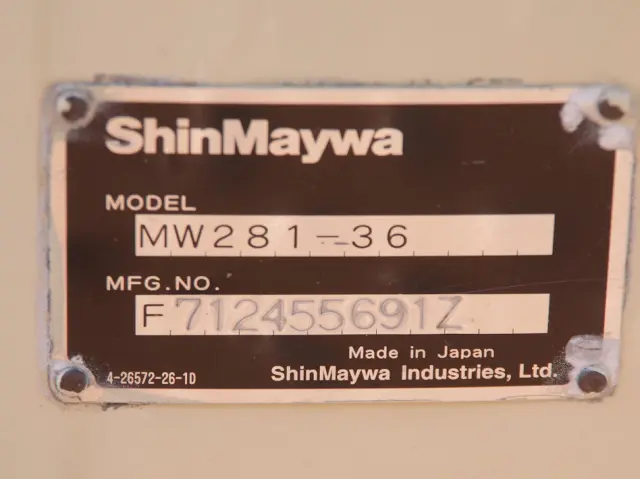 ShinMaywa
MODEL
MW281-36
MFG.NO.
F712455691Z
Made in Japan
4-26572-26-1D
ShinMaywa Industries, Ltd.